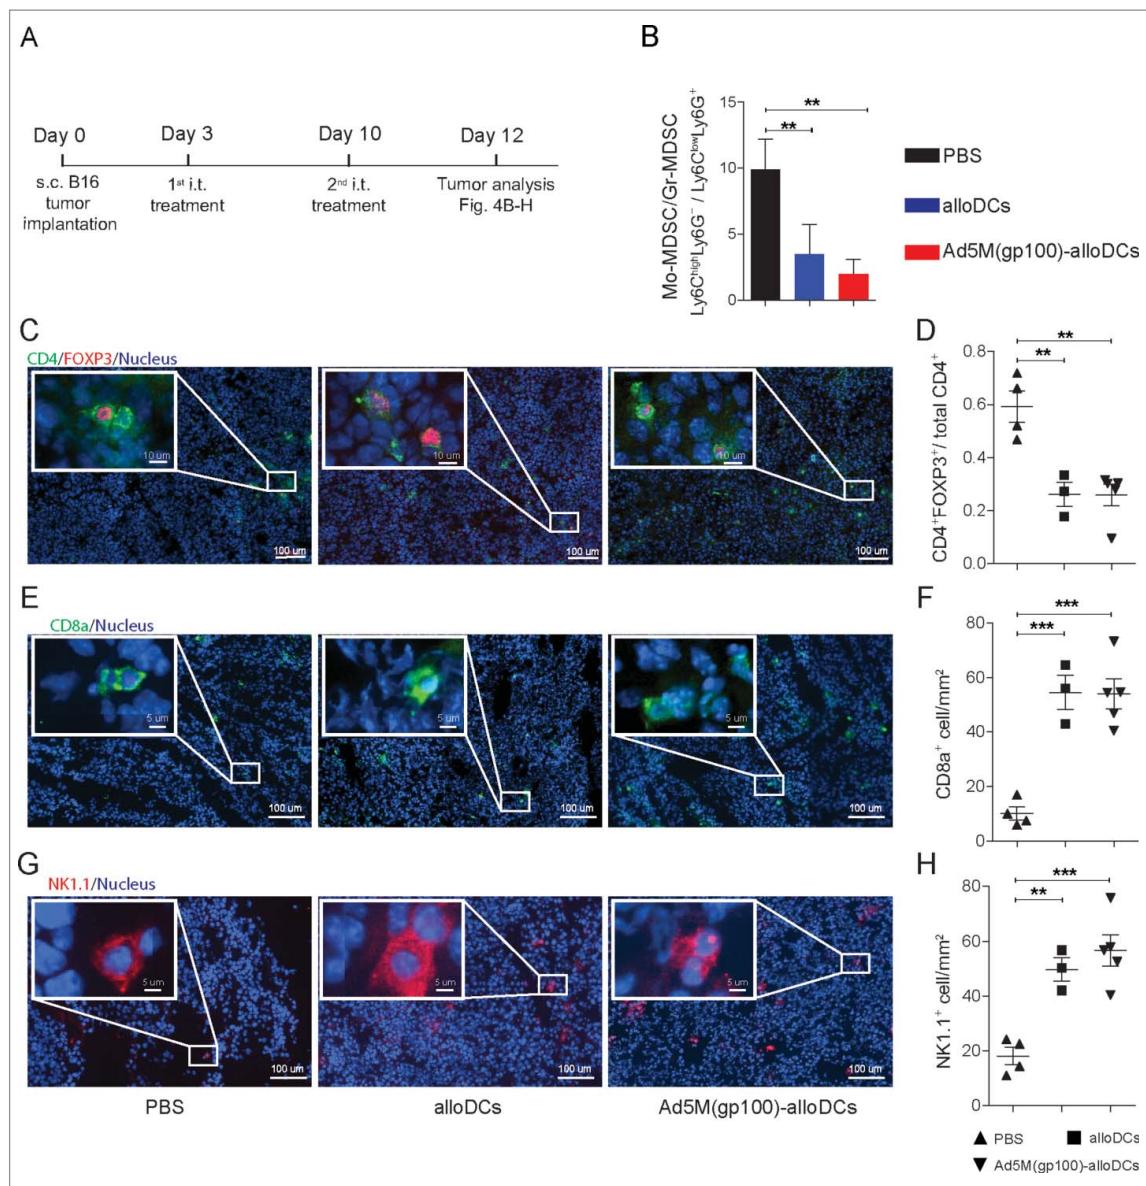 A
Day 0
Day 3
Day 10
Day 12
s.c. B16
tumor
implantation
1st i.t.
treatment
2nd i.t.
treatment
Tumor analysis
Fig. 4B-H
B
Mo-MDSC/Gr-MDSC
Ly6ChighLy6G− / Ly6ClowLy6G+
15
10
5
0
**
**
PBS
alloDCs
Ad5M(gp100)-alloDCs
C
CD4/FOXP3/Nucleus
10 um
100 um
10 um
100 um
10 um
100 um
D
CD4+FOXP3+/ total CD4+
0.8
0.6
0.4
0.2
0.0
**
**
E
CD8a/Nucleus
5 um
100 um
5 um
100 um
5 um
100 um
F
CD8a+ cell/mm²
80
60
40
20
0
***
***
G
NK1.1/Nucleus
5 um
100 um
5 um
100 um
5 um
100 um
PBS
alloDCs
Ad5M(gp100)-alloDCs
H
NK1.1+ cell/mm²
80
60
40
20
0
***
**
PBS
alloDCs
Ad5M(gp100)-alloDCs